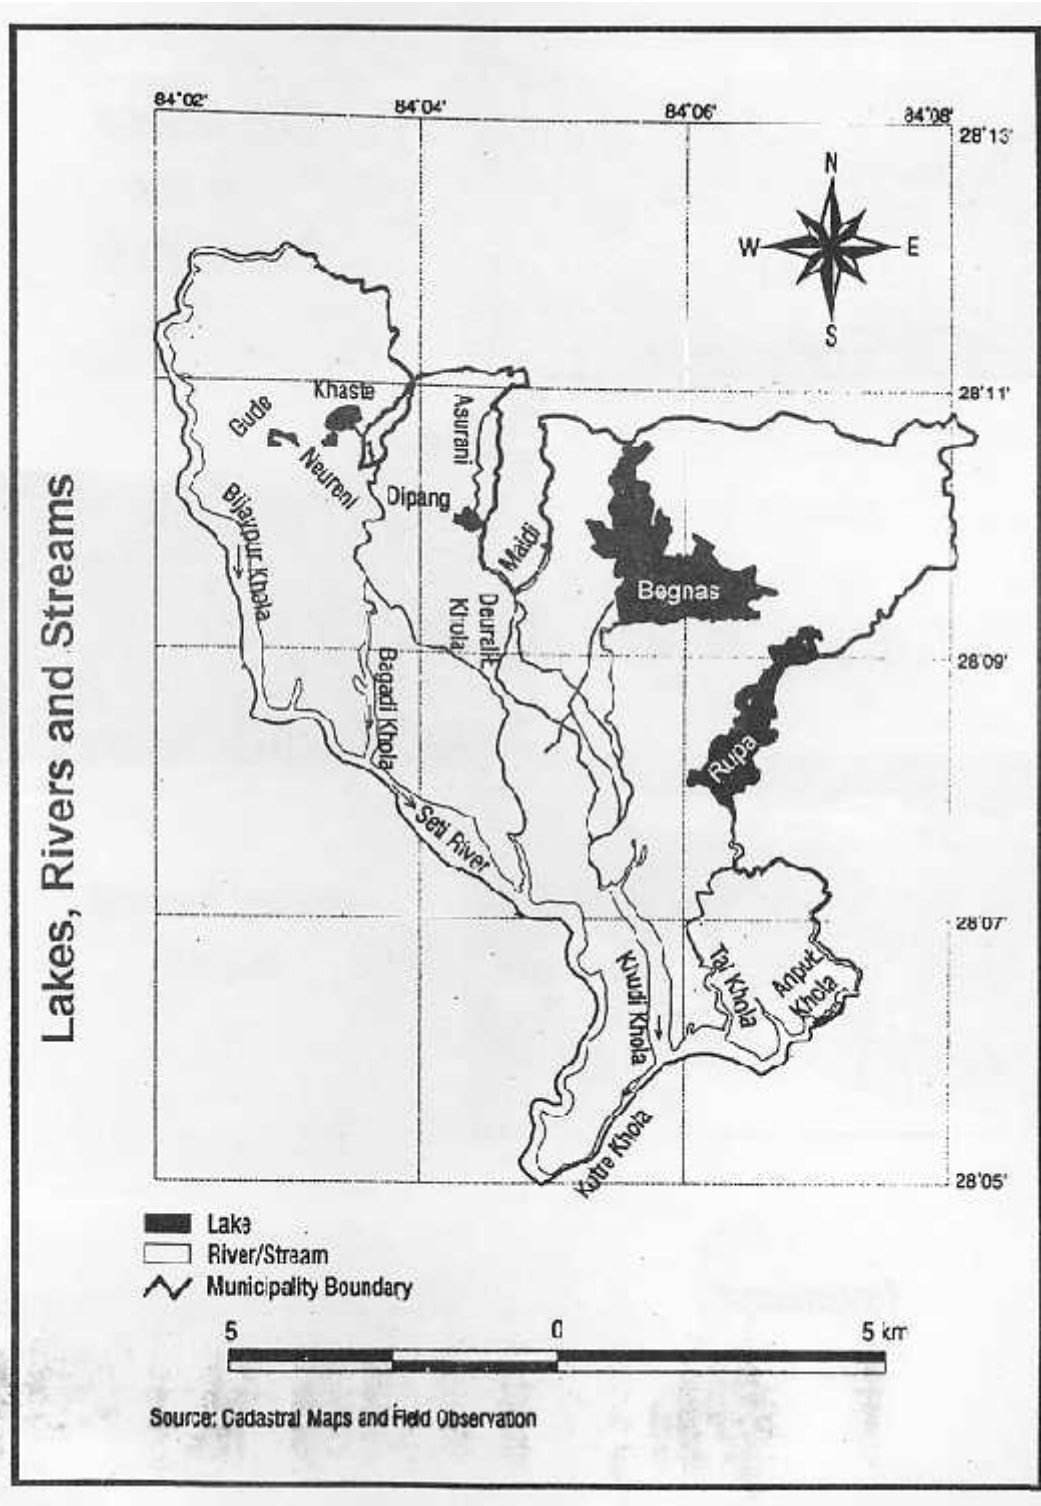 Lakes, Rivers and Streams
84°02'
84°04'
84°06'
84°08'
28°13'
N
W
E
S
28°11'
Khaste
Gude
Neureni
Asurani
Dipang
Maidi
Bijaypur Khola
Begnas
Deurali
Khola
28°09'
Bagadi Khola
Rupa
Seti River
28°07'
Khudi Khola
Tal Khola
Anpu
Khola
Kutre Khola
28°05'
Lake
River/Stream
Municipality Boundary
5
0
5 km
Source: Cadastral Maps and Field Observation